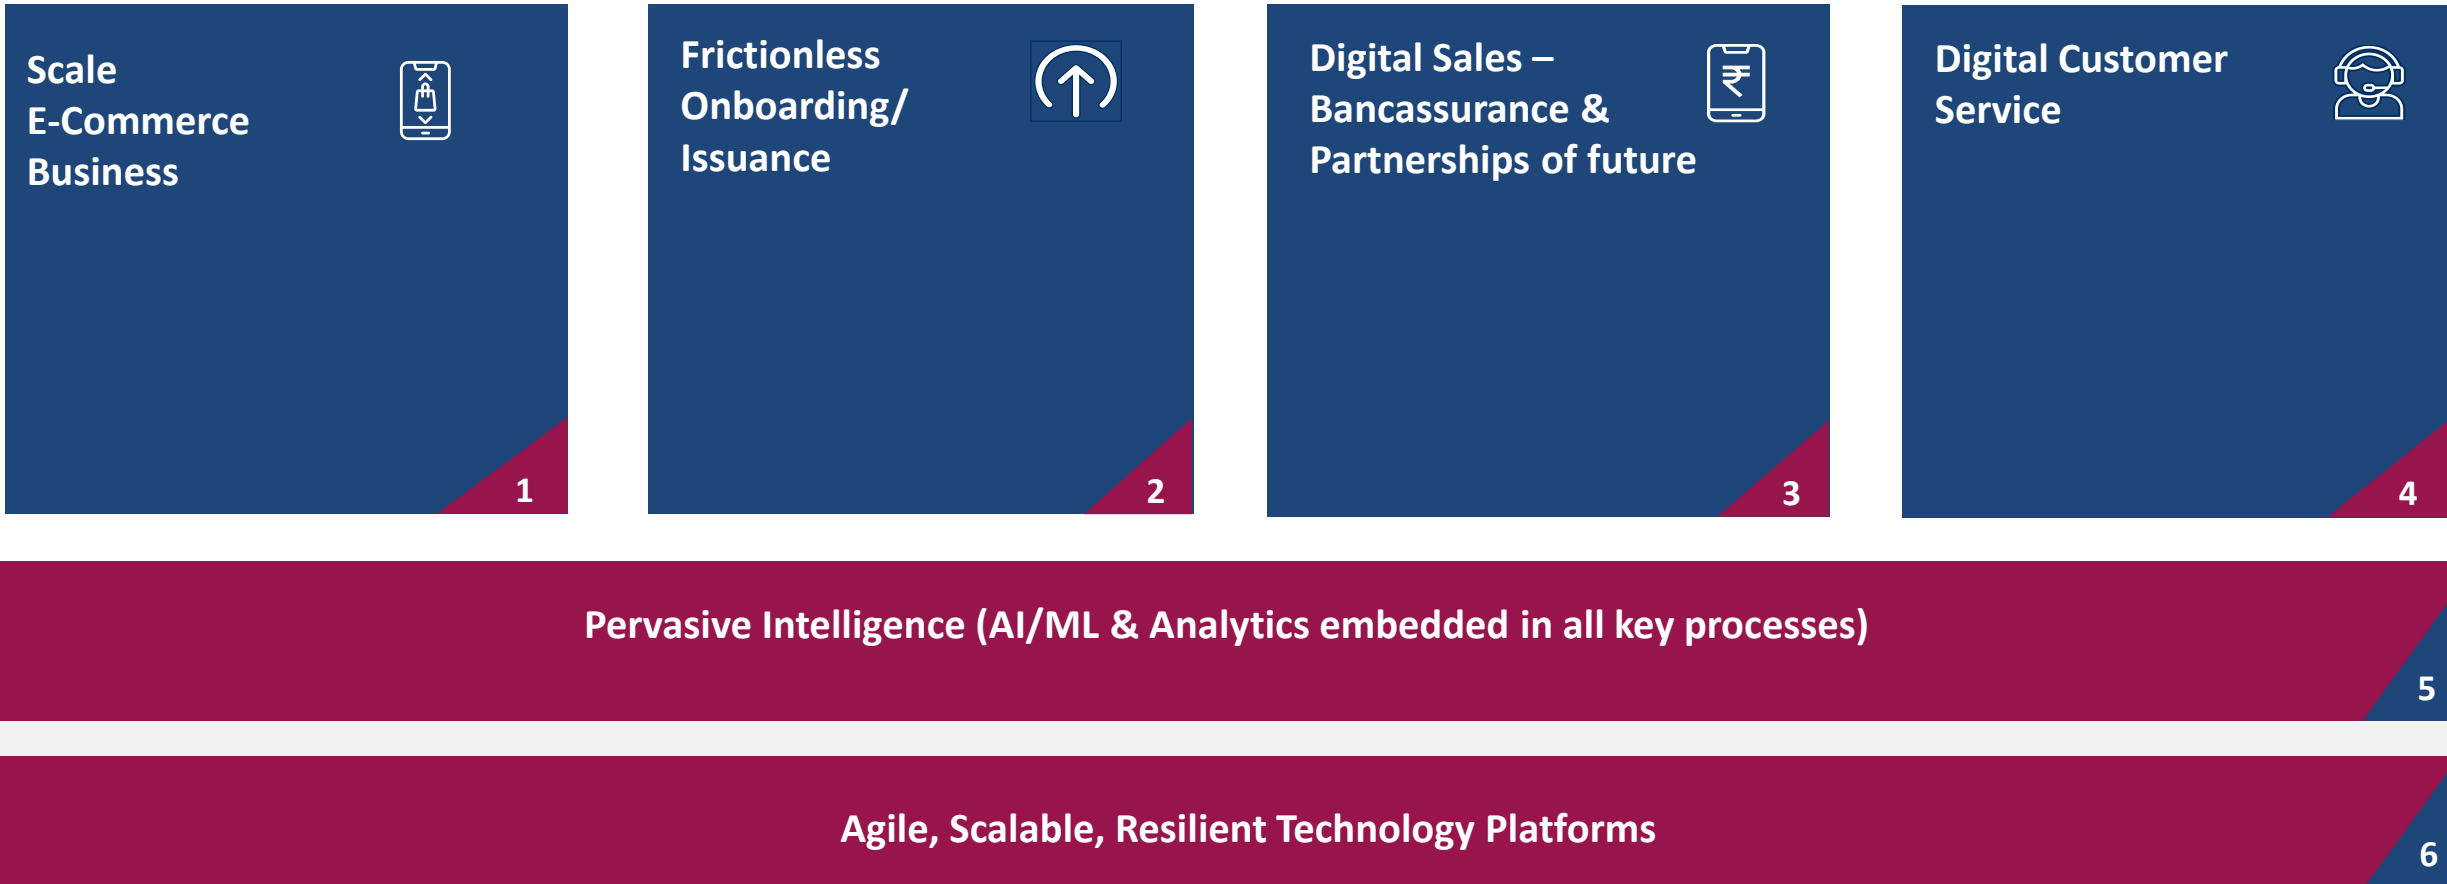 Scale
E-Commerce
Business
1
Frictionless
Onboarding/
Issuance
2
Digital Sales –
Bancassurance &
Partnerships of future
₹
3
Digital Customer
Service
4
Pervasive Intelligence (AI/ML & Analytics embedded in all key processes)
5
Agile, Scalable, Resilient Technology Platforms
6